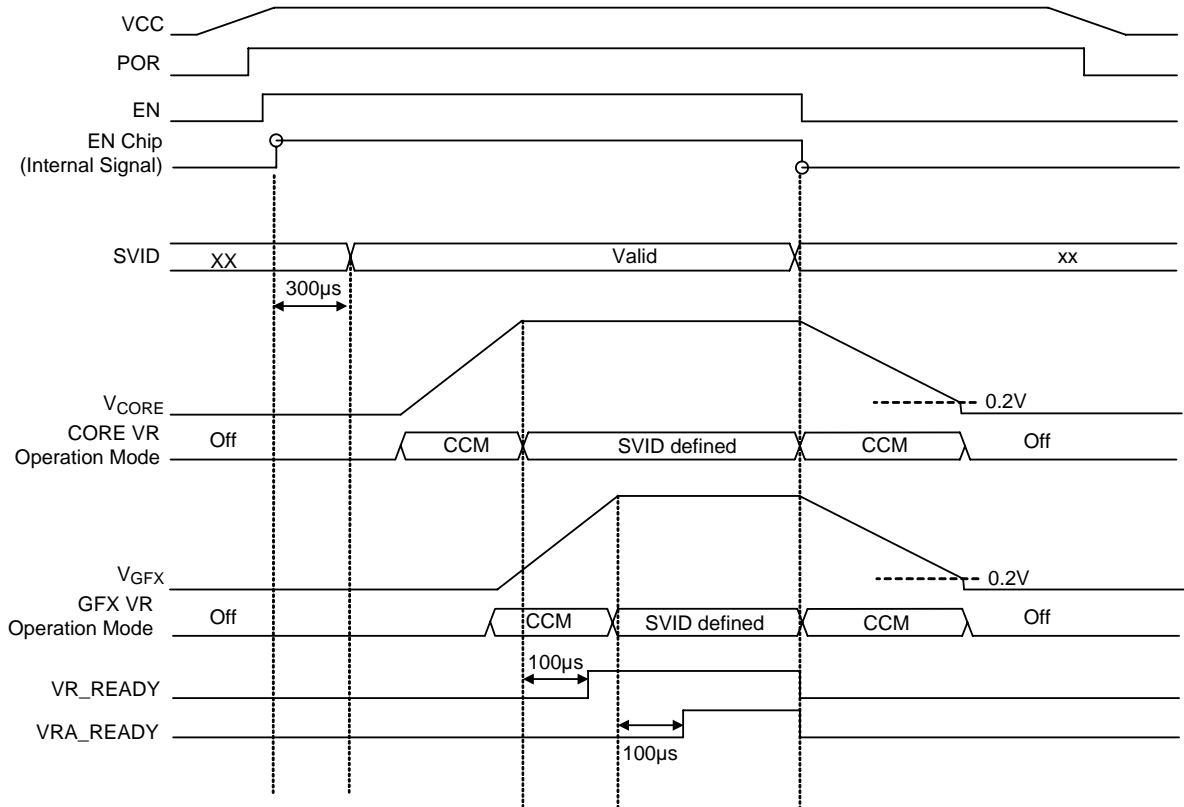 VCC
POR
EN
EN Chip
(Internal Signal)
SVID XX Valid xx
300µs
VCORE 0.2V
CORE VR
Operation Mode
Off CCM SVID defined CCM Off
VGFX 0.2V
GFX VR
Operation Mode
Off CCM SVID defined CCM Off
VR_READY 100µs
VRA_READY
100µs